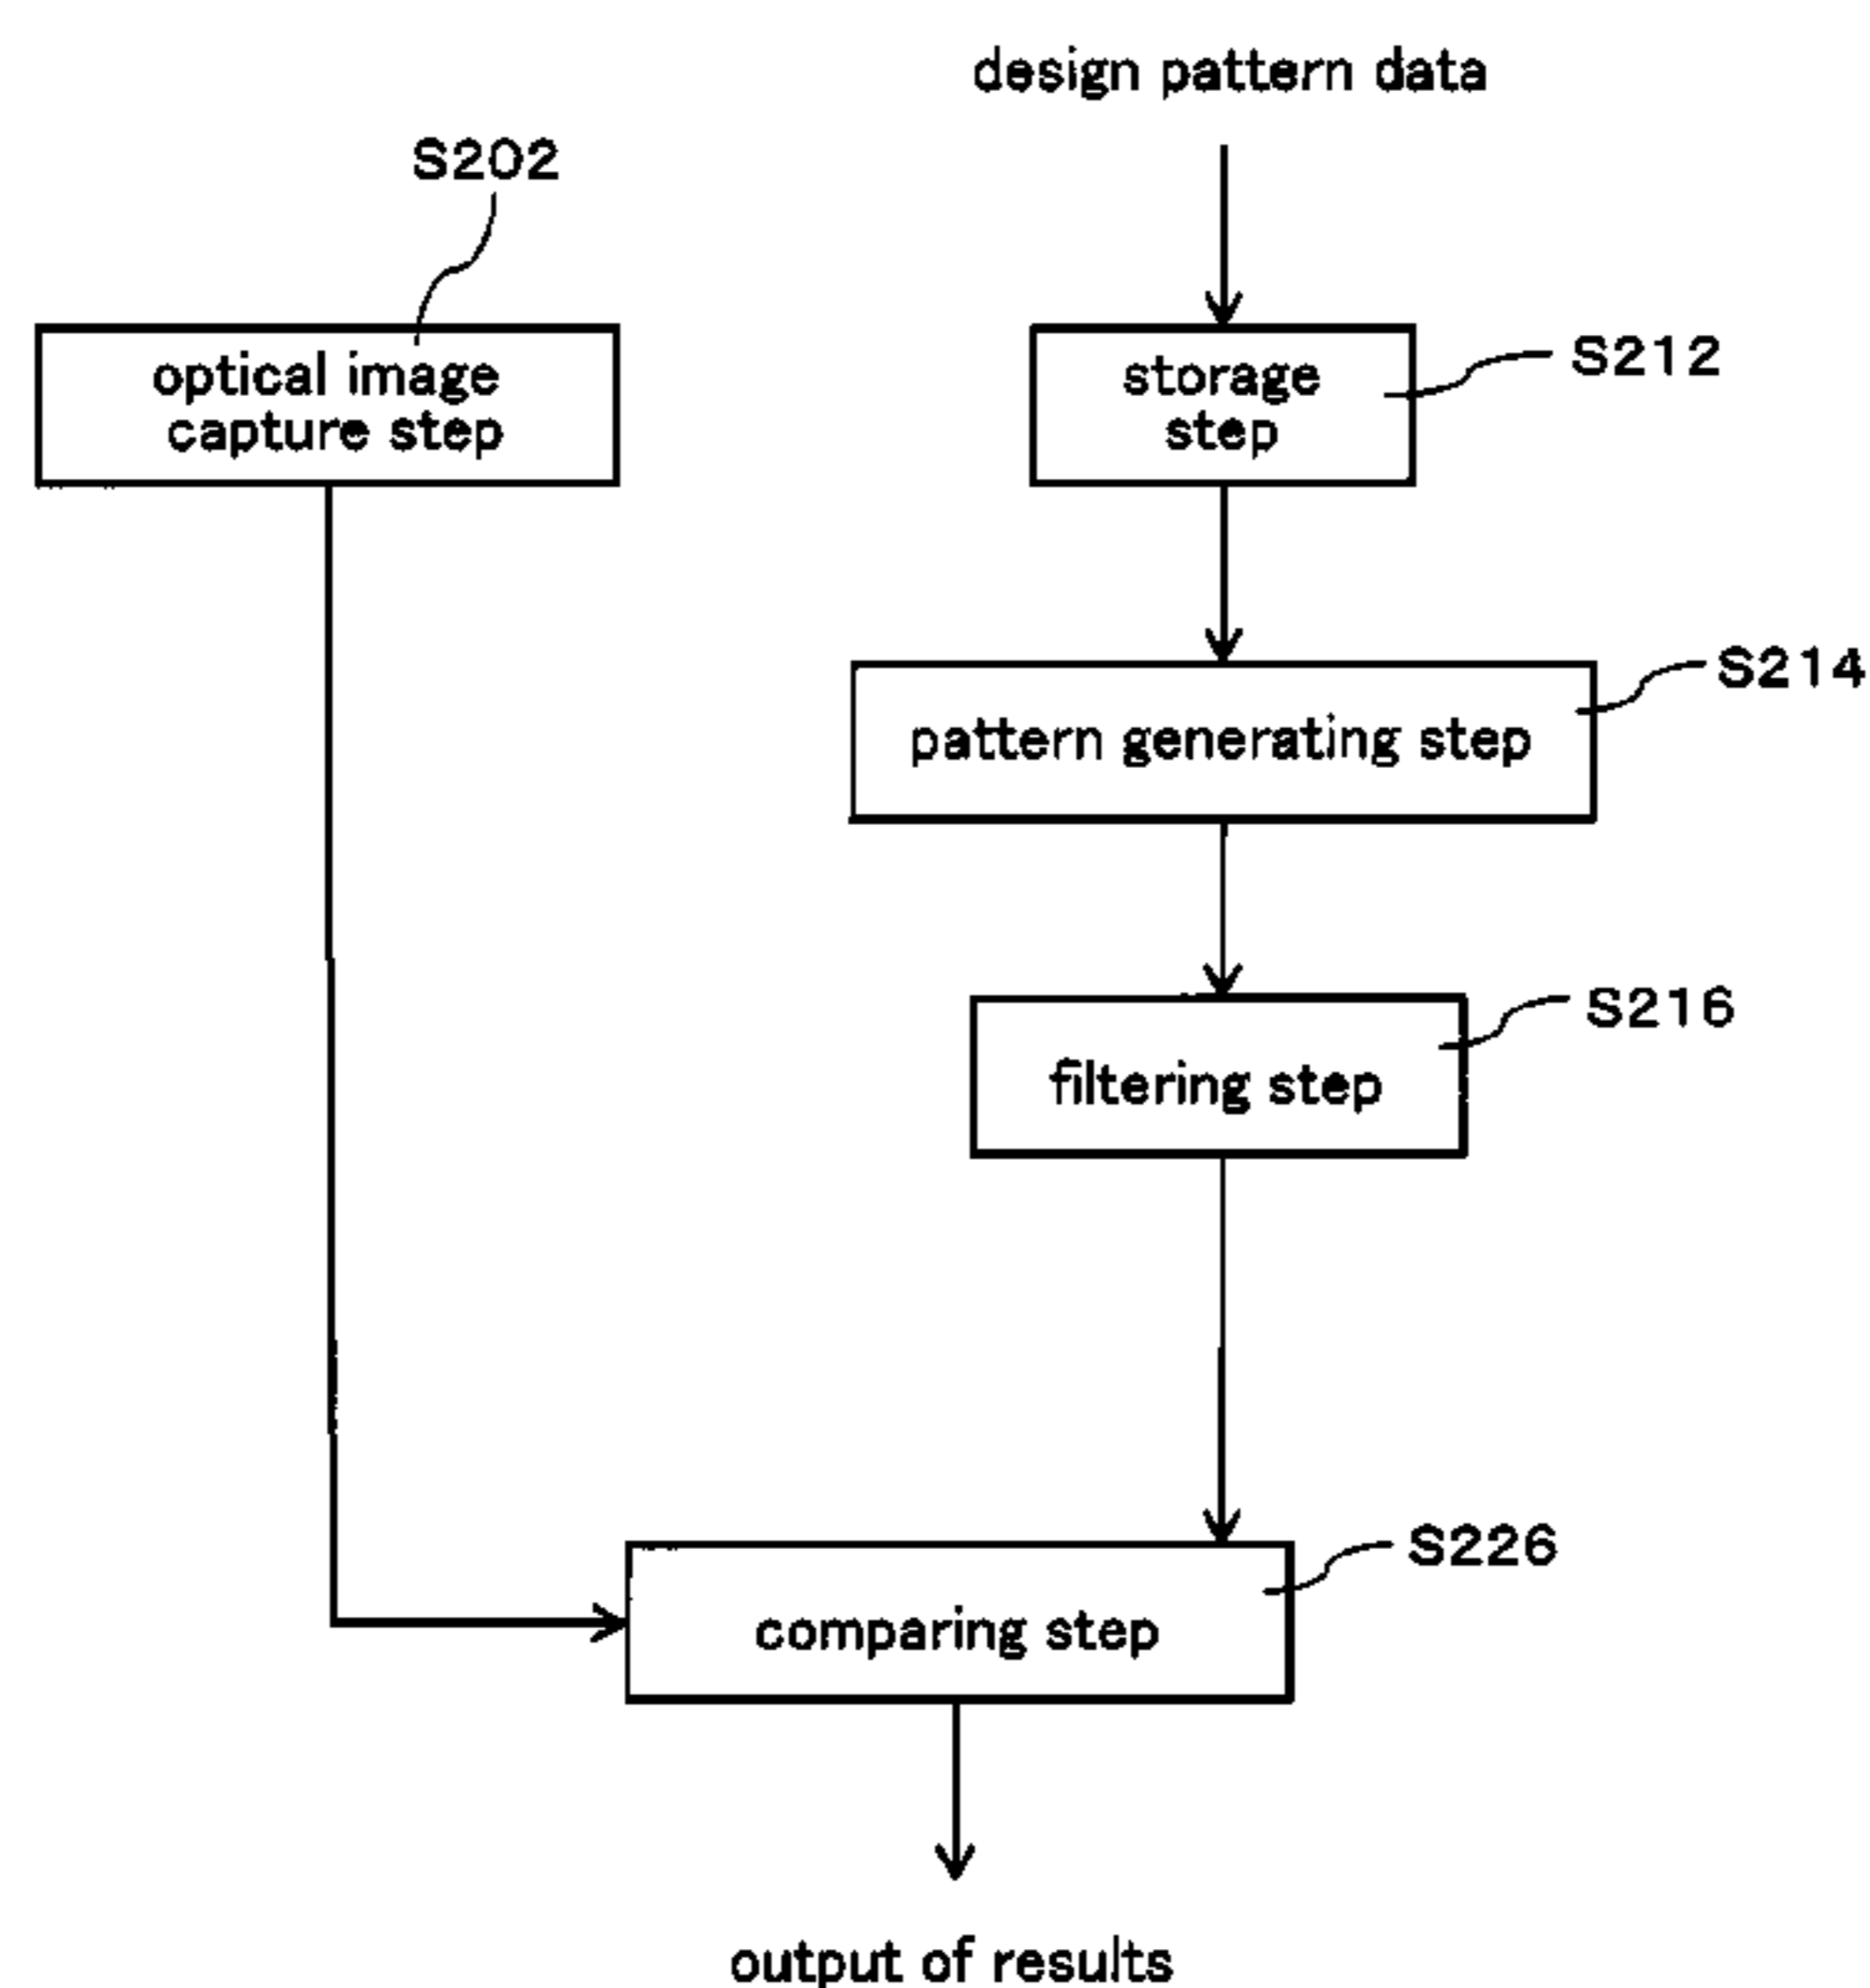 design pattern data
S202
optical image
capture step
storage
step
S212
S214
pattern generating step
S216
filtering step
S226
comparing step
output of results